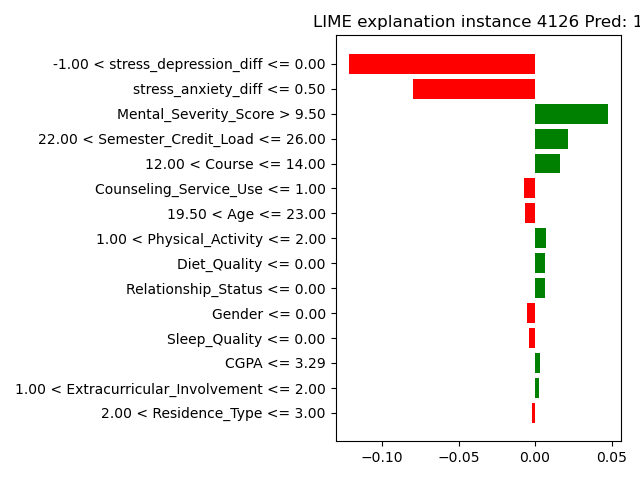 LIME explanation instance 4126 Pred: 1
-1.00 < stress_depression_diff <= 0.00
stress_anxiety_diff <= 0.50
Mental_Severity_Score > 9.50
22.00 < Semester_Credit_Load <= 26.00
12.00 < Course <= 14.00
Counseling_Service_Use <= 1.00
19.50 < Age <= 23.00
1.00 < Physical_Activity <= 2.00
Diet_Quality <= 0.00
Relationship_Status <= 0.00
Gender <= 0.00
Sleep_Quality <= 0.00
CGPA <= 3.29
1.00 < Extracurricular_Involvement <= 2.00
2.00 < Residence_Type <= 3.00
−0.10 −0.05 0.00 0.05